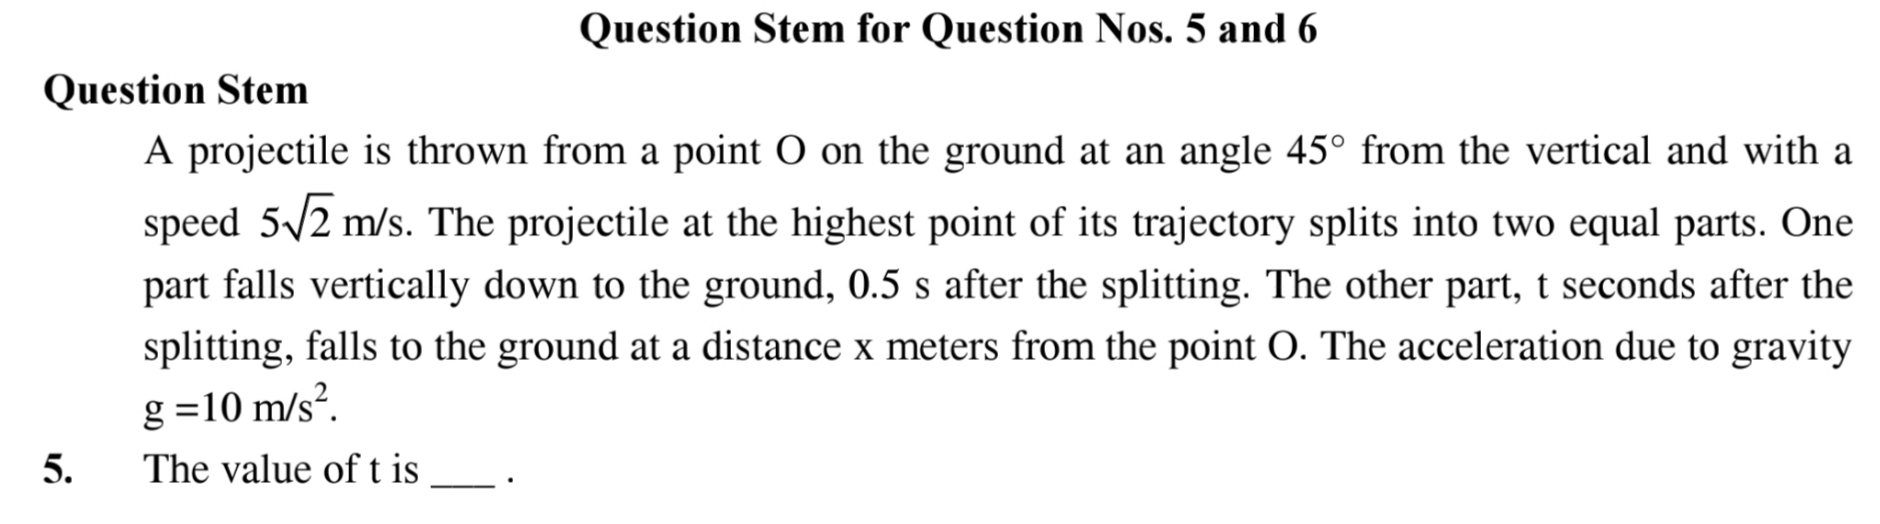 Question Stem for Question Nos. 5 and 6
Question Stem
A projectile is thrown from a point O on the ground at an angle 45° from the vertical and with a
speed 5√2 m/s. The projectile at the highest point of its trajectory splits into two equal parts. One
part falls vertically down to the ground, 0.5 s after the splitting. The other part, t seconds after the
splitting, falls to the ground at a distance x meters from the point O. The acceleration due to gravity
g =10 m/s².
5. The value of t is ___ .